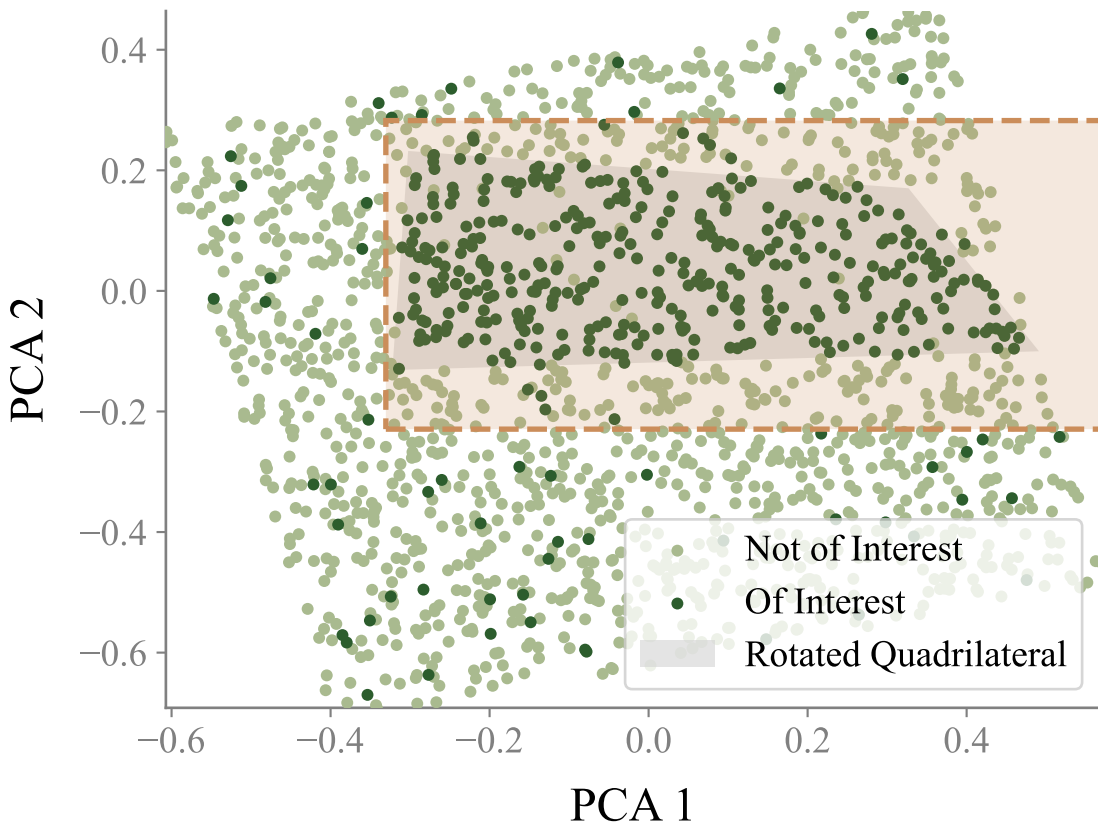 0.4
0.2
0.0
−0.2
−0.4
−0.6
PCA 2
Not of Interest
Of Interest
Rotated Quadrilateral
−0.6 −0.4 −0.2 0.0 0.2 0.4
PCA 1